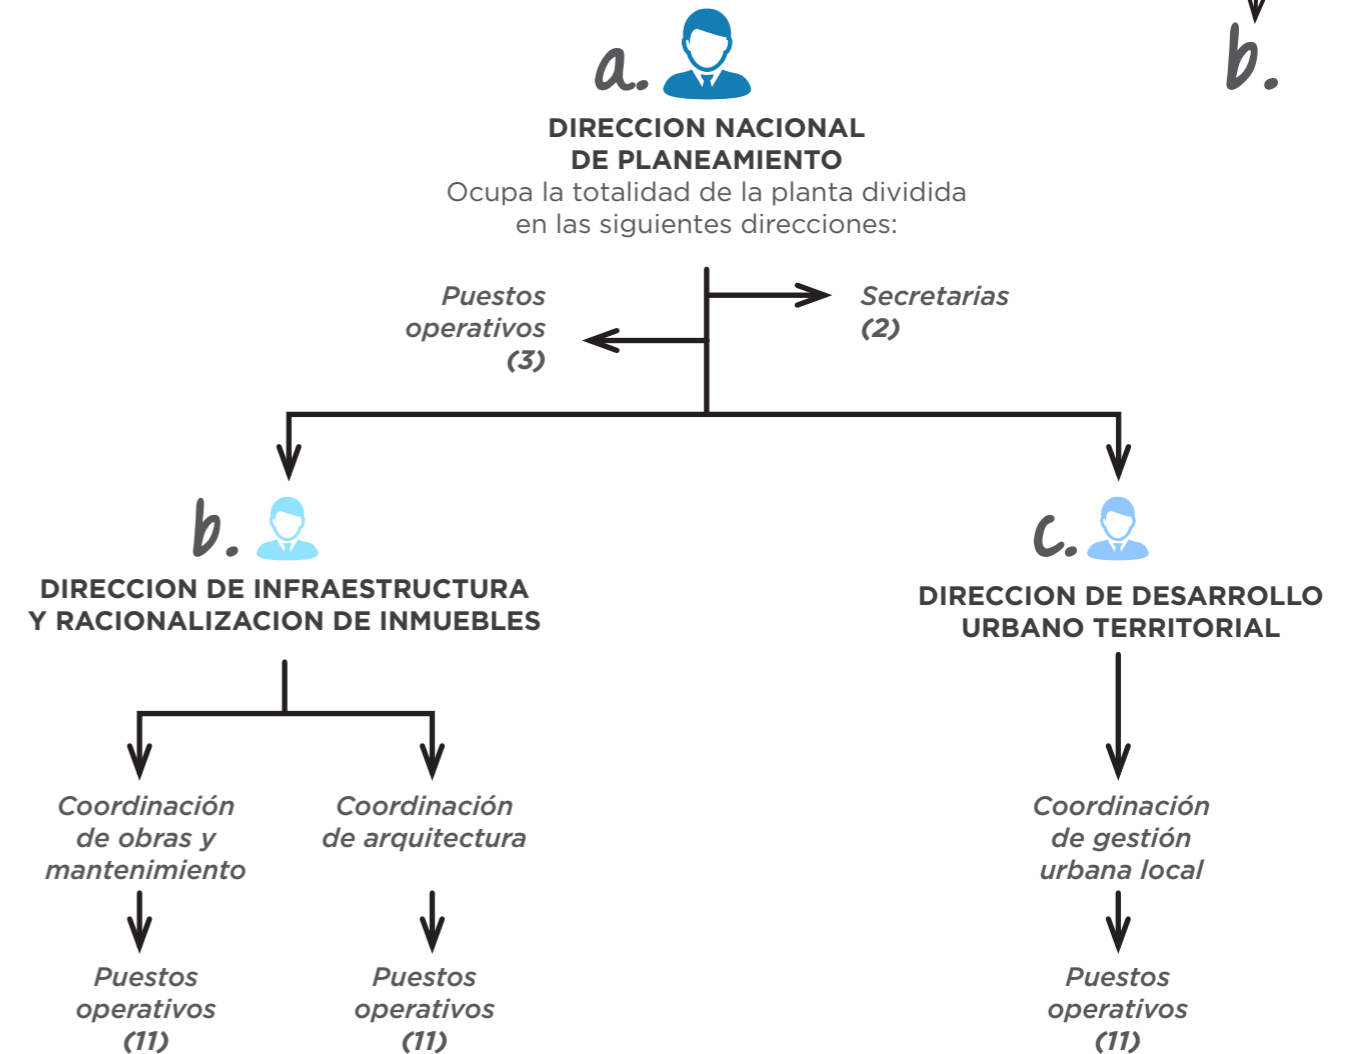 a.
b.
DIRECCION NACIONAL
DE PLANEAMIENTO
Ocupa la totalidad de la planta dividida
en las siguientes direcciones:
Puestos
operativos
(3)
Secretarias
(2)
b.
DIRECCION DE INFRAESTRUCTURA
Y RACIONALIZACION DE INMUEBLES
c.
DIRECCION DE DESARROLLO
URBANO TERRITORIAL
Coordinación
de obras y
mantenimiento
Coordinación
de arquitectura
Coordinación
de gestión
urbana local
Puestos
operativos
(11)
Puestos
operativos
(11)
Puestos
operativos
(11)